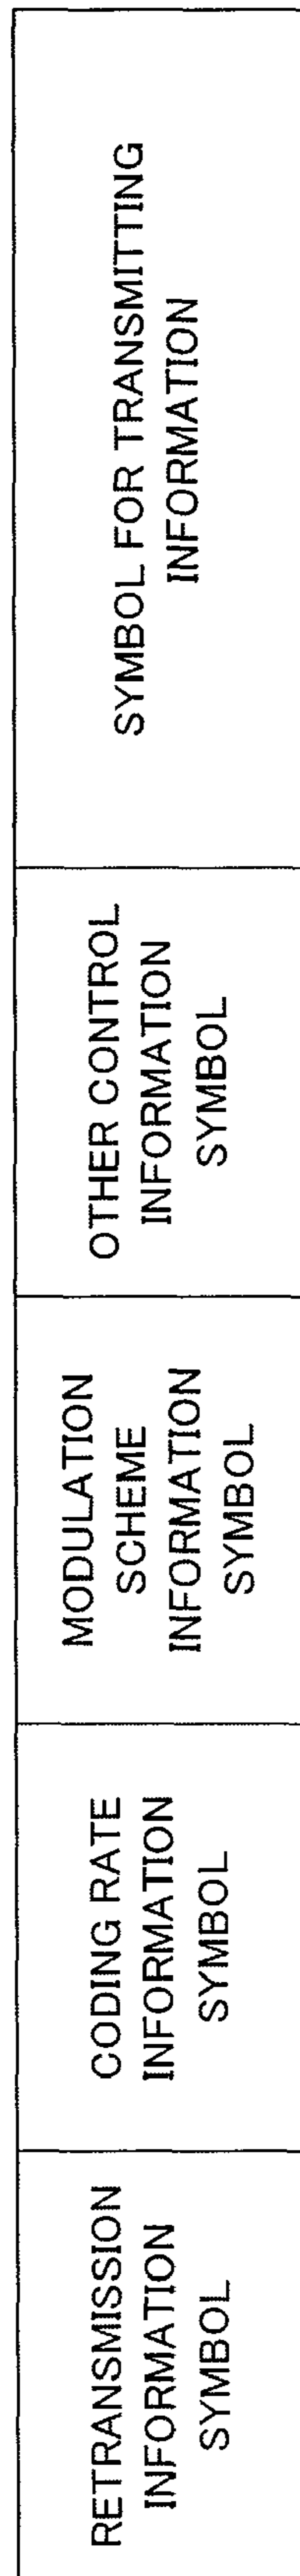 RETRANSMISSION
INFORMATION
SYMBOL
CODING RATE
INFORMATION
SYMBOL
MODULATION
SCHEME
INFORMATION
SYMBOL
OTHER CONTROL
INFORMATION
SYMBOL
SYMBOL FOR TRANSMITTING
INFORMATION